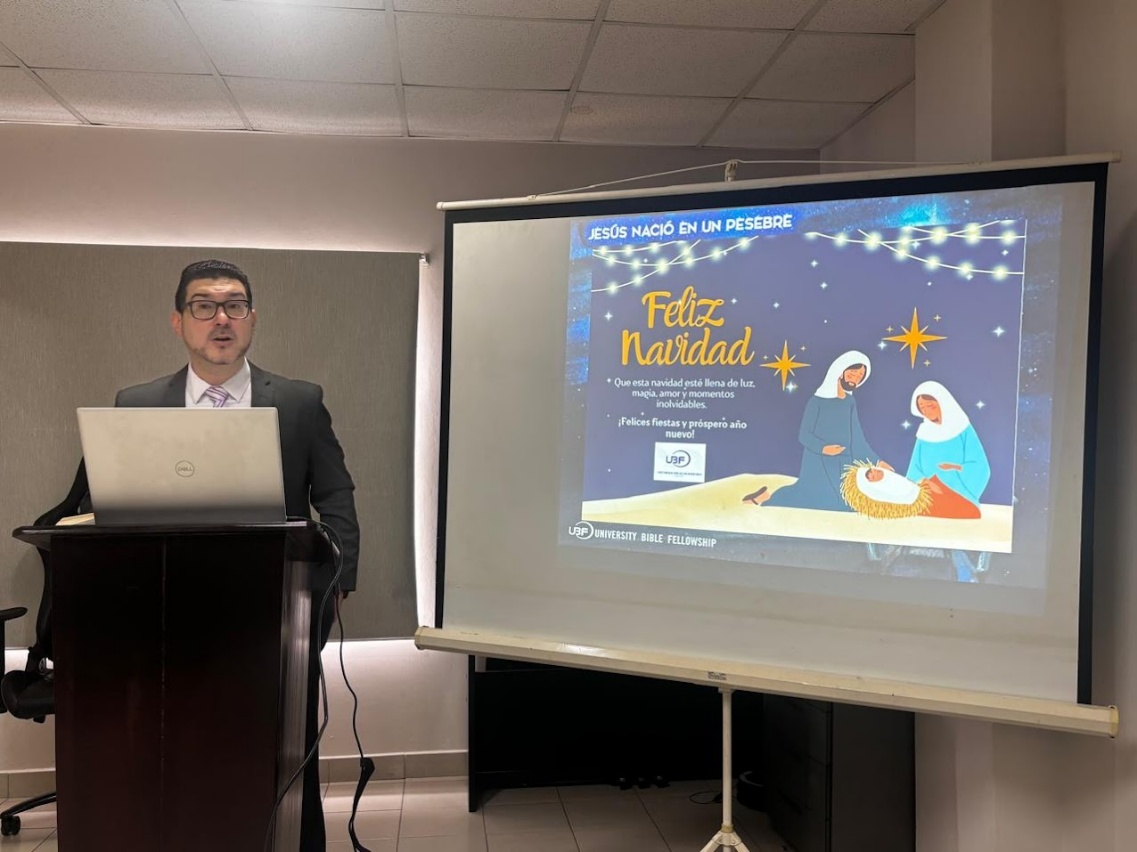 JESÚS NACIÓ EN UN PESEBRE
Feliz
Navidad
Que esta navidad esté llena de luz,
magia, amor y momentos
inolvidables.
¡Felices fiestas y próspero año
nuevo!
UBF
UBF UNIVERSITY BIBLE FELLOWSHIP
DELL